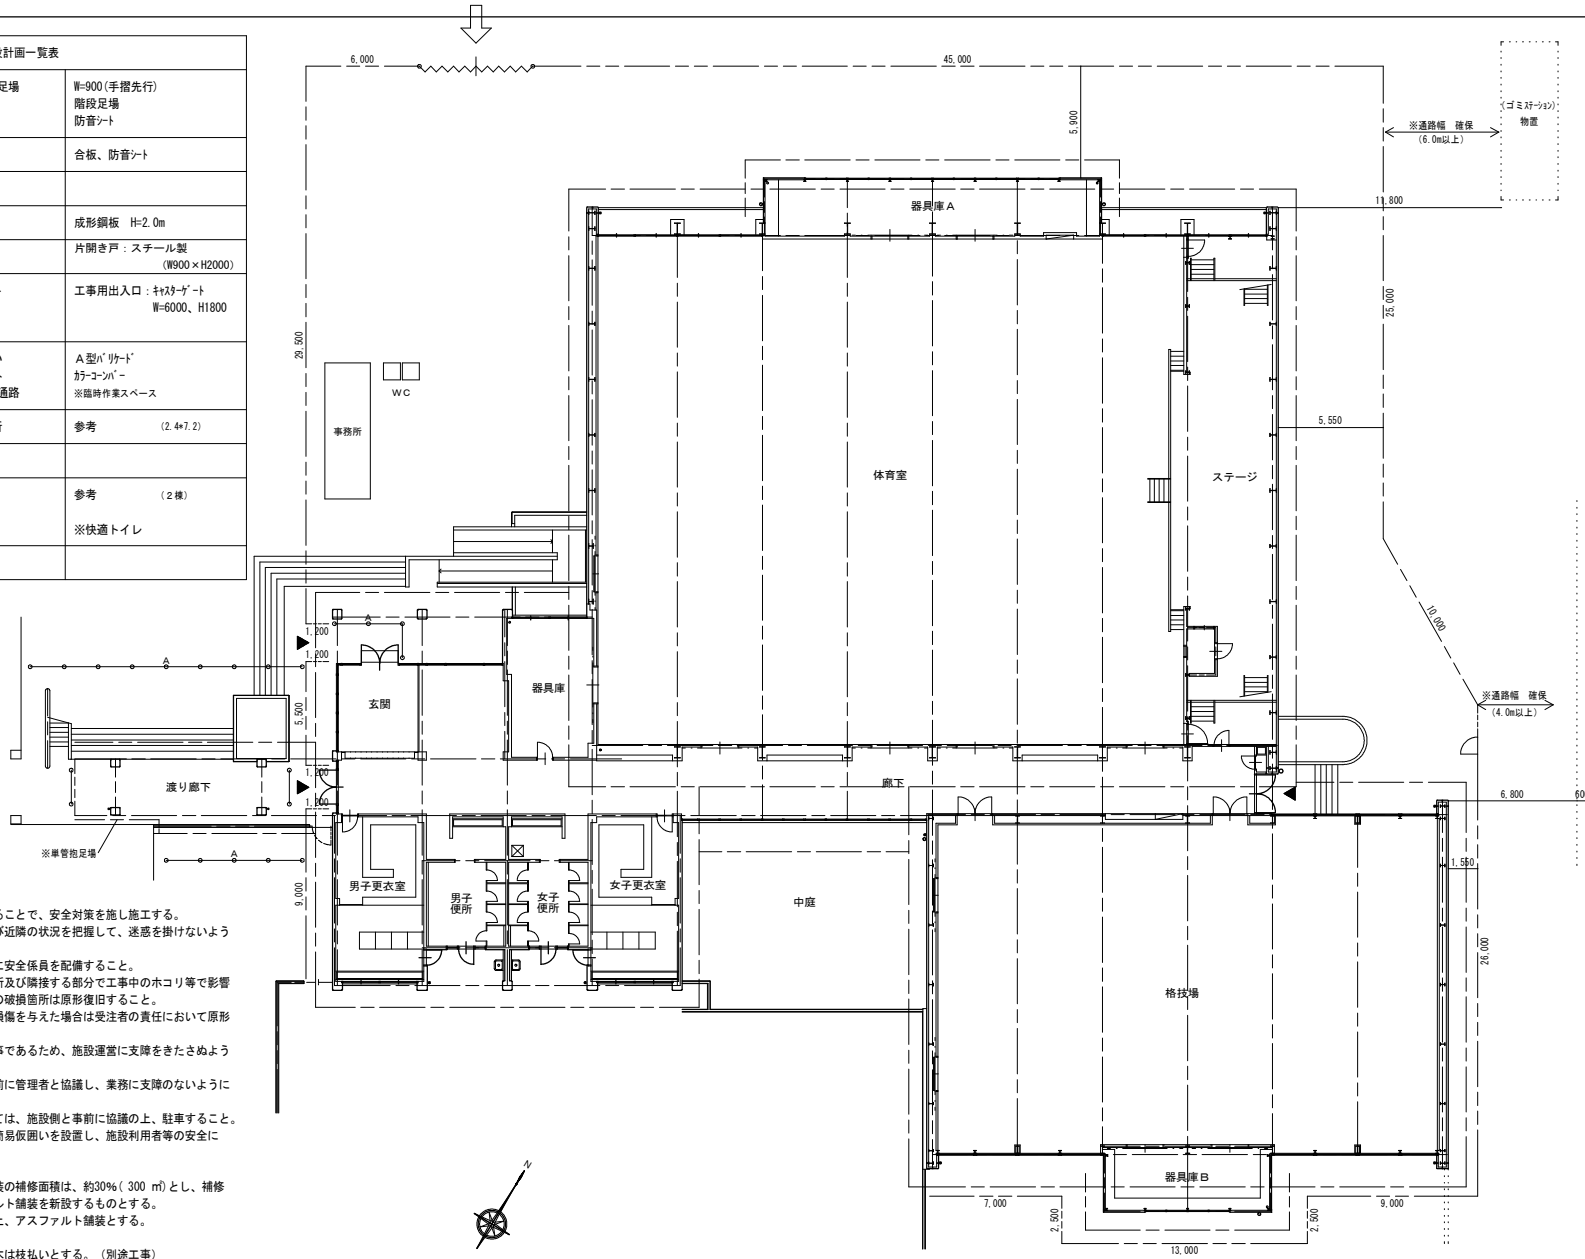 設計画一覧表
足場
W=900(手摺先行)
階段足場
防音シート
合板、防音シート
成形鋼板 H=2.0m
片開き戸：スチール製
(W900×H2000)
工事用出入口：キャスターゲート
W=6000、H1800
A型バリケード
カラーコーンバー
通路
※臨時作業スペース
参考 (2.4*7.2)
参考 (2棟)
※快適トイレ
6,000
45,000
5,900
(ゴミステーション)
物置
※通路幅 確保
(6.0m以上)
11,800
器具庫A
29,500
25,000
WC
事務所
体育室
ステージ
5,550
10,000
A
1,200
1,200
A
器具庫
玄関
5,500
※通路幅 確保
(4.0m以上)
1,200
渡り廊下
廊下
1,200
6,800
600
※単管抱足場
A
9,000
男子更衣室
男子
便所
女子
便所
女子更衣室
中庭
1,550
26,000
格技場
ることで、安全対策を施し施工する。
び近隣の状況を把握して、迷惑を掛けないよう
に安全係員を配備すること。
所及び隣接する部分で工事中のホコリ等で影響
の破損箇所は原形復旧すること。
損傷を与えた場合は受注者の責任において原形
事であるため、施設運営に支障をきたさぬよう
前に管理者と協議し、業務に支障のないように
ては、施設側と事前に協議の上、駐車すること。
簡易仮囲いを設置し、施設利用者等の安全に
装の補修面積は、約30%( 300 ㎡)とし、補修
ルト舗装を新設するものとする。
上、アスファルト舗装とする。
木は枝払いとする。（別途工事）
N
器具庫B
7,000
2,500
2,500
9,000
13,000